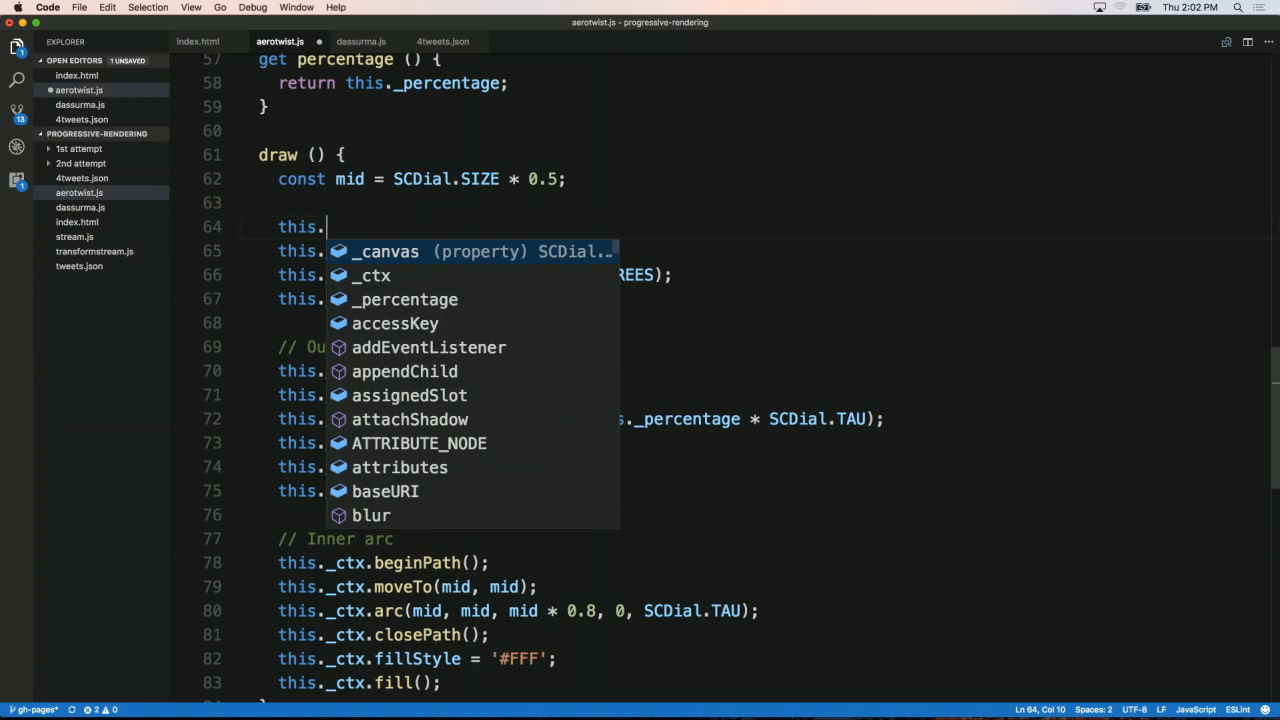 Code File Edit Selection View Go Debug Window Help Thu 2:02 PM
aerotwist.js - progressive-rendering
EXPLORER
index.html aerotwist.js dassurma.js 4tweets.json
OPEN EDITORS 1 UNSAVED
index.html
aerotwist.js
dassurma.js
4tweets.json
PROGRESSIVE-RENDERING
1st attempt
2nd attempt
4tweets.json
aerotwist.js
dassurma.js
index.html
stream.js
transformstream.js
tweets.json
1
13
1
57 get percentage () {
58 return this._percentage;
59 }
60
61 draw () {
62 const mid = SCDial.SIZE * 0.5;
63
64 this.
65 this.
66 this. REES);
67 this.
68
69 // Ou
70 this.
71 this.
72 this. s._percentage * SCDial.TAU);
73 this.
74 this.
75 this.
76
77 // Inner arc
78 this._ctx.beginPath();
79 this._ctx.moveTo(mid, mid);
80 this._ctx.arc(mid, mid, mid * 0.8, 0, SCDial.TAU);
81 this._ctx.closePath();
82 this._ctx.fillStyle = '#FFF';
83 this._ctx.fill();
_canvas (property) SCDial...
_ctx
_percentage
accessKey
addEventListener
appendChild
assignedSlot
attachShadow
ATTRIBUTE_NODE
attributes
baseURI
blur
gh-pages* 2 0 Ln 64, Col 10 Spaces: 2 UTF-8 LF JavaScript ESLint